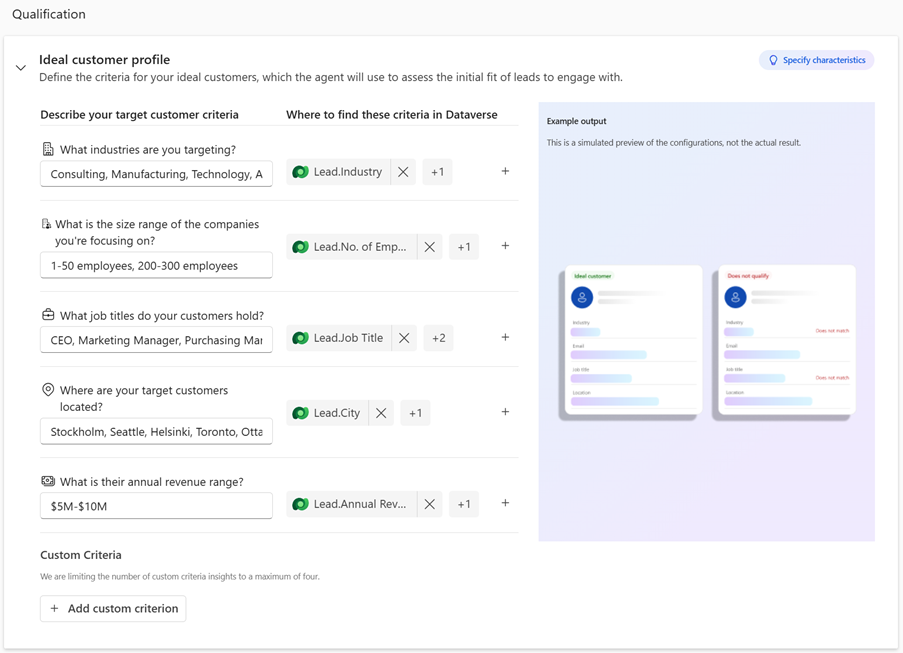 Qualification
Ideal customer profile
Define the criteria for your ideal customers, which the agent will use to assess the initial fit of leads to engage with.
Specify characteristics
Describe your target customer criteria
Where to find these criteria in Dataverse
What industries are you targeting?
Consulting, Manufacturing, Technology, A
Lead.Industry
+1
What is the size range of the companies
you're focusing on?
1-50 employees, 200-300 employees
Lead.No. of Emp...
+1
What job titles do your customers hold?
CEO, Marketing Manager, Purchasing Mar
Lead.Job Title
+2
Where are your target customers
located?
Stockholm, Seattle, Helsinki, Toronto, Otta
Lead.City
+1
What is their annual revenue range?
$5M-$10M
Lead.Annual Rev...
+1
Custom Criteria
We are limiting the number of custom criteria insights to a maximum of four.
+ Add custom criterion
Example output
This is a simulated preview of the configurations, not the actual result.
Ideal customer
Industry
Email
Job title
Location
Does not qualify
Industry
Does not match
Email
Job title
Does not match
Location